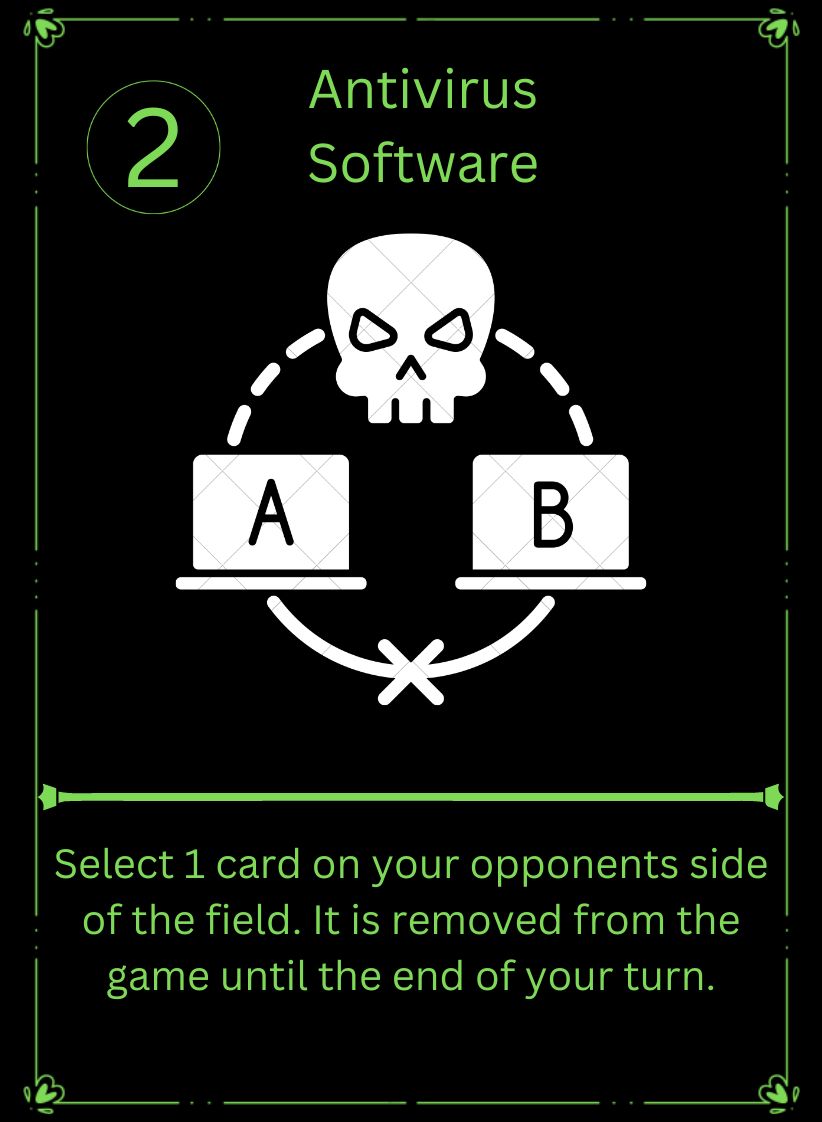 2
Antivirus
Software
A
B
Select 1 card on your opponents side
of the field. It is removed from the
game until the end of your turn.